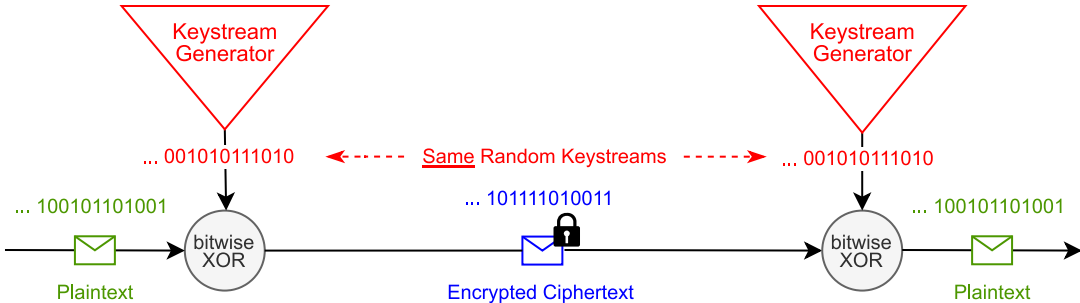 Keystream
Generator
Keystream
Generator
... 001010111010
Same Random Keystreams
... 001010111010
... 100101101001
... 101111010011
... 100101101001
bitwise
XOR
bitwise
XOR
Plaintext
Encrypted Ciphertext
Plaintext